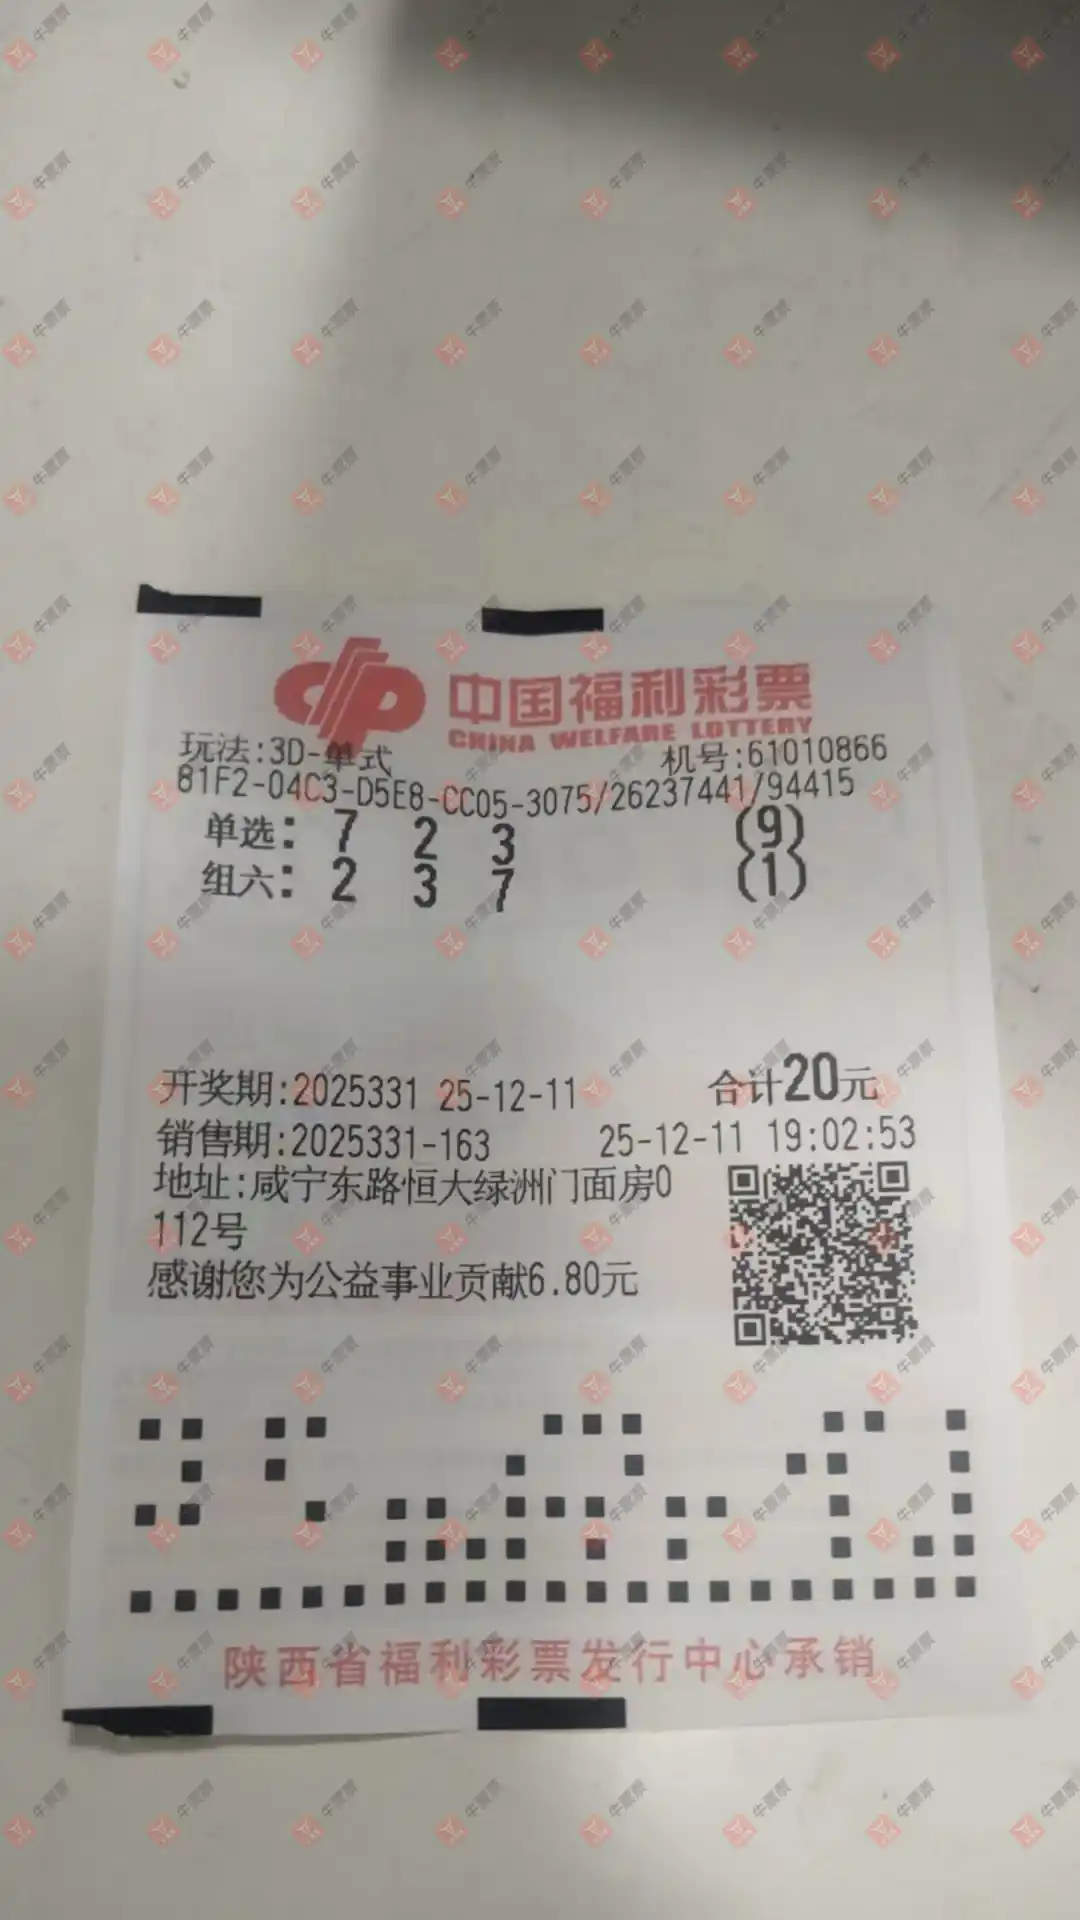 中国福利彩票
CHINA WELFARE LOTTERY
玩法:3D-单式 机号:61010866
81F2-04C3-D5E8-CC05-3075/26237441/94415
单选: 7 2 3 (9)
组六: 2 3 7 (1)
开奖期:2025331 25-12-11 合计20元
销售期:2025331-163 25-12-11 19:02:53
地址:咸宁东路恒大绿洲门面房0
112号
感谢您为公益事业贡献6.80元
陕西省福利彩票发行中心承销
牛票票